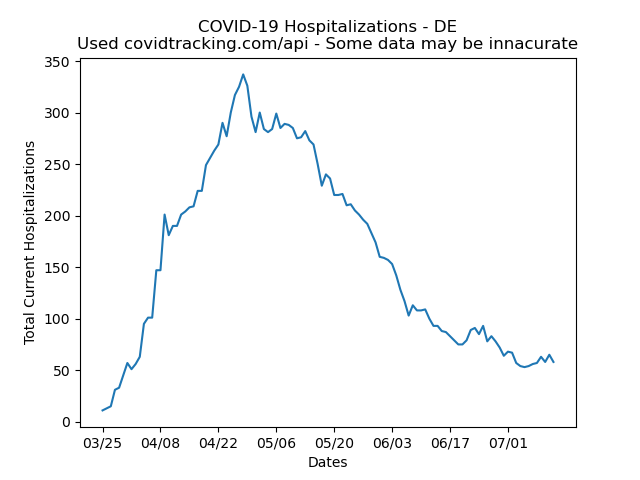 COVID-19 Hospitalizations - DE
Used covidtracking.com/api - Some data may be innacurate
350
300
250
200
150
100
50
0
Total Current Hospitalizations
03/25 04/08 04/22 05/06 05/20 06/03 06/17 07/01
Dates